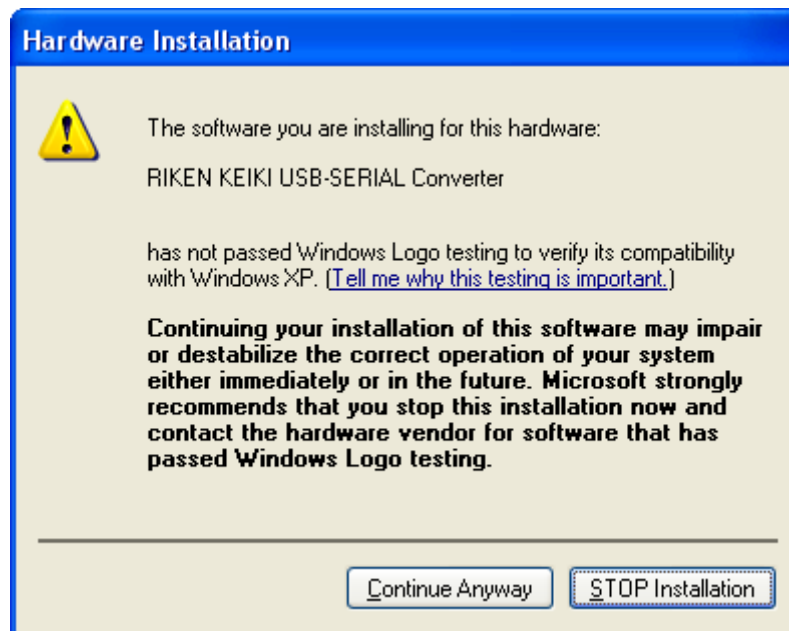 Hardware Installation
The software you are installing for this hardware:
RIKEN KEIKI USB-SERIAL Converter
has not passed Windows Logo testing to verify its compatibility
with Windows XP. (Tell me why this testing is important.)
Continuing your installation of this software may impair
or destabilize the correct operation of your system
either immediately or in the future. Microsoft strongly
recommends that you stop this installation now and
contact the hardware vendor for software that has
passed Windows Logo testing.
Continue Anyway
STOP Installation